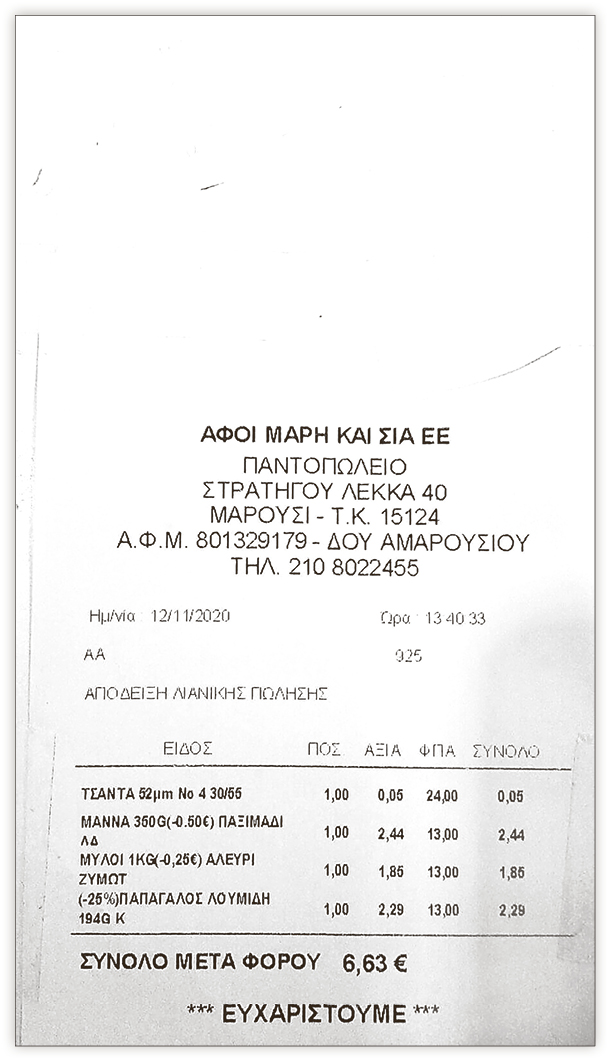 ΑΦΟΙ ΜΑΡΗ ΚΑΙ ΣΙΑ ΕΕ
ΠΑΝΤΟΠΩΛΕΙΟ
ΣΤΡΑΤΗΓΟΥ ΛΕΚΚΑ 40
ΜΑΡΟΥΣΙ - Τ.Κ. 15124
Α.Φ.Μ. 801329179 - ΔΟΥ ΑΜΑΡΟΥΣΙΟΥ
ΤΗΛ. 210 8022455
Ημ/νία : 12/11/2020 Ώρα : 13 40 33
ΑΑ 925
ΑΠΟΔΕΙΞΗ ΛΙΑΝΙΚΗΣ ΠΩΛΗΣΗΣ
ΕΙΔΟΣ ΠΟΣ ΑΞΙΑ ΦΠΑ ΣΥΝΟΛΟ
ΤΣΑΝΤΑ 52μm No 4 30/55 1,00 0,05 24,00 0,05
ΜΑΝΝΑ 350G(-0.50€) ΠΑΞΙΜΑΔΙ
ΛΔ 1,00 2,44 13,00 2,44
ΜΥΛΟΙ 1KG(-0,25€) ΑΛΕΥΡΙ
ΖΥΜΩΤ 1,00 1,85 13,00 1,85
(-25%)ΠΑΠΑΓΑΛΟΣ ΛΟΥΜΙΔΗ
194G Κ 1,00 2,29 13,00 2,29
ΣΥΝΟΛΟ ΜΕΤΑ ΦΟΡΟΥ 6,63 €
*** ΕΥΧΑΡΙΣΤΟΥΜΕ ***